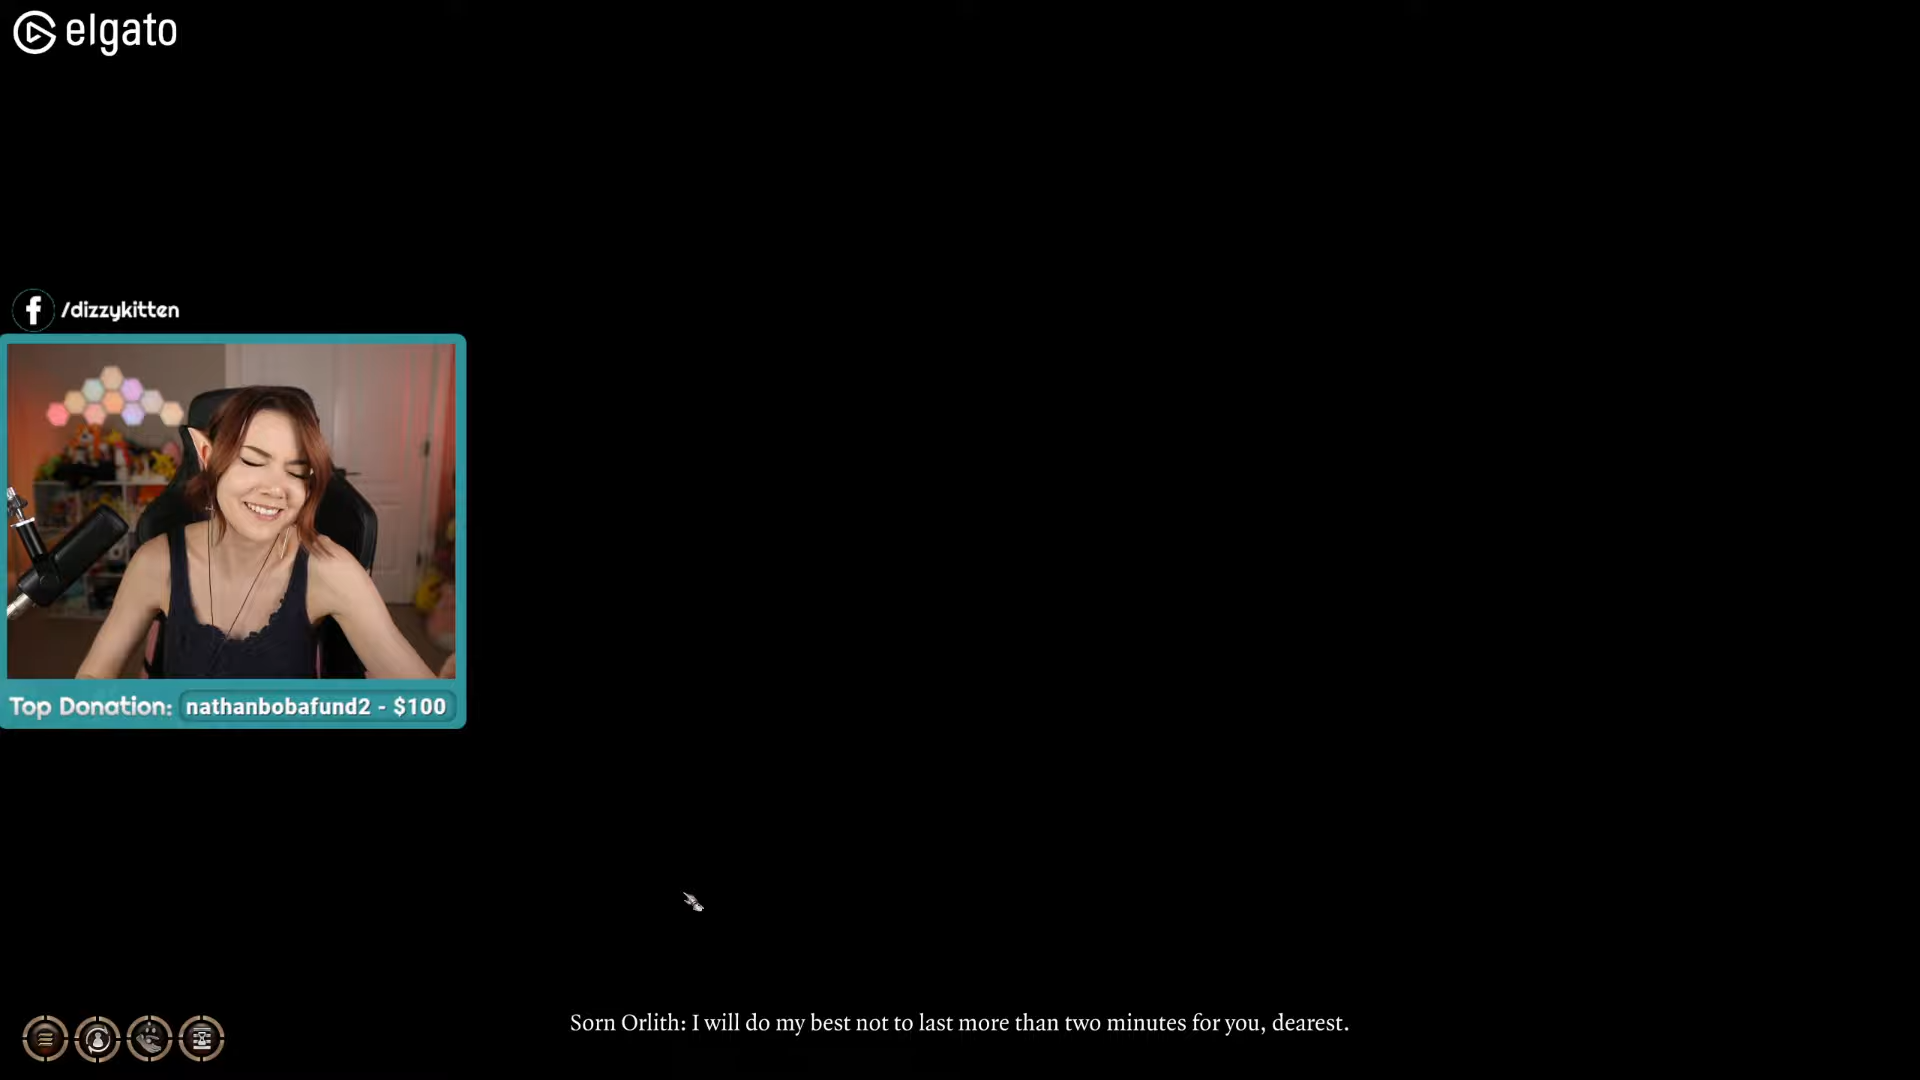 elgato
/dizzykitten
Top Donation: nathanbobafund2 - $100
Sorn Orlith: I will do my best not to last more than two minutes for you, dearest.